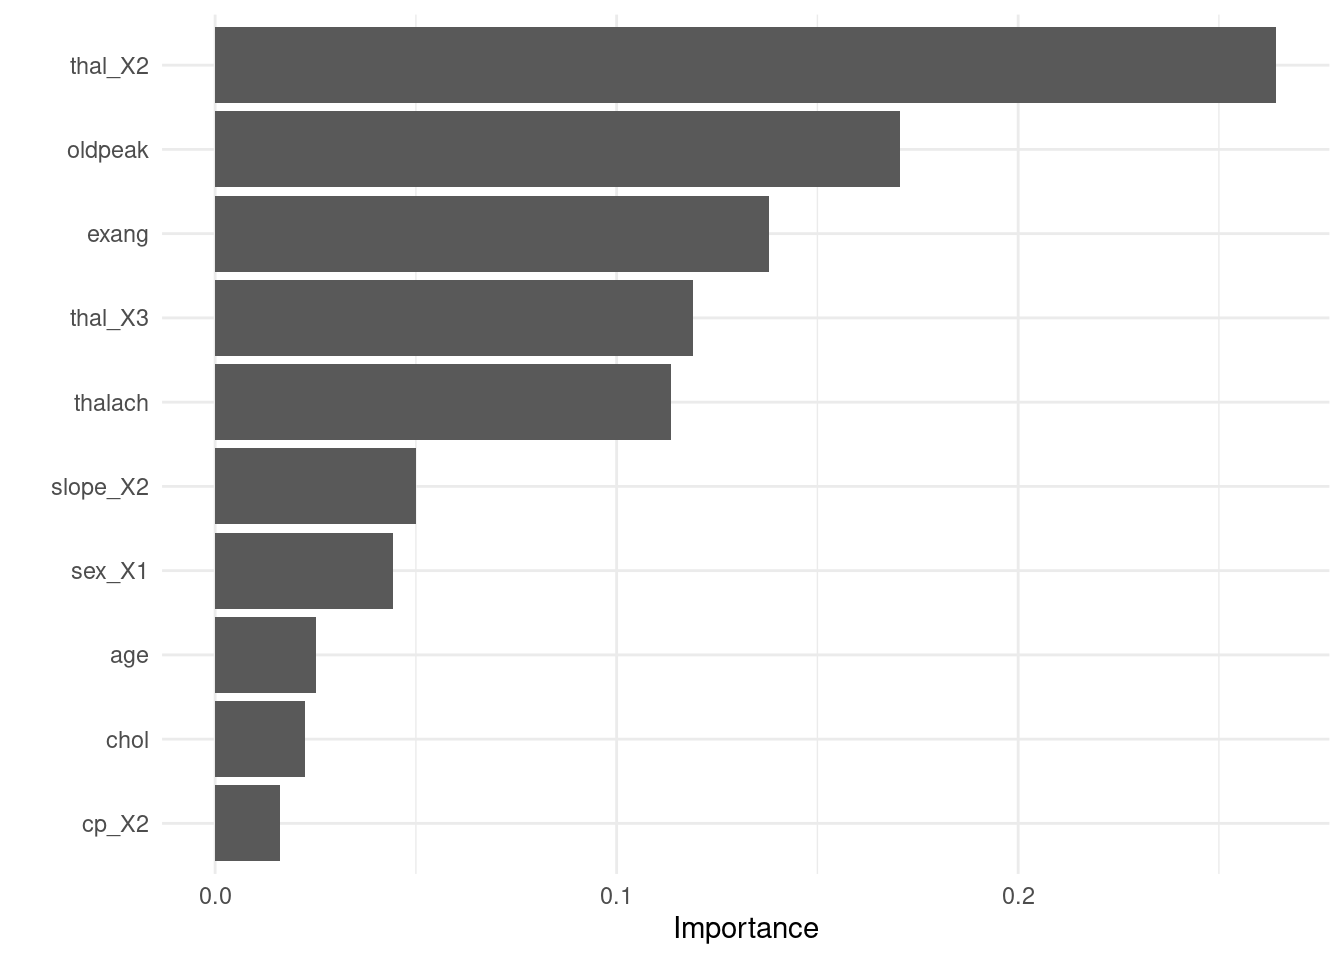 thal_X2
oldpeak
exang
thal_X3
thalach
slope_X2
sex_X1
age
chol
cp_X2
0.0 0.1 0.2
Importance